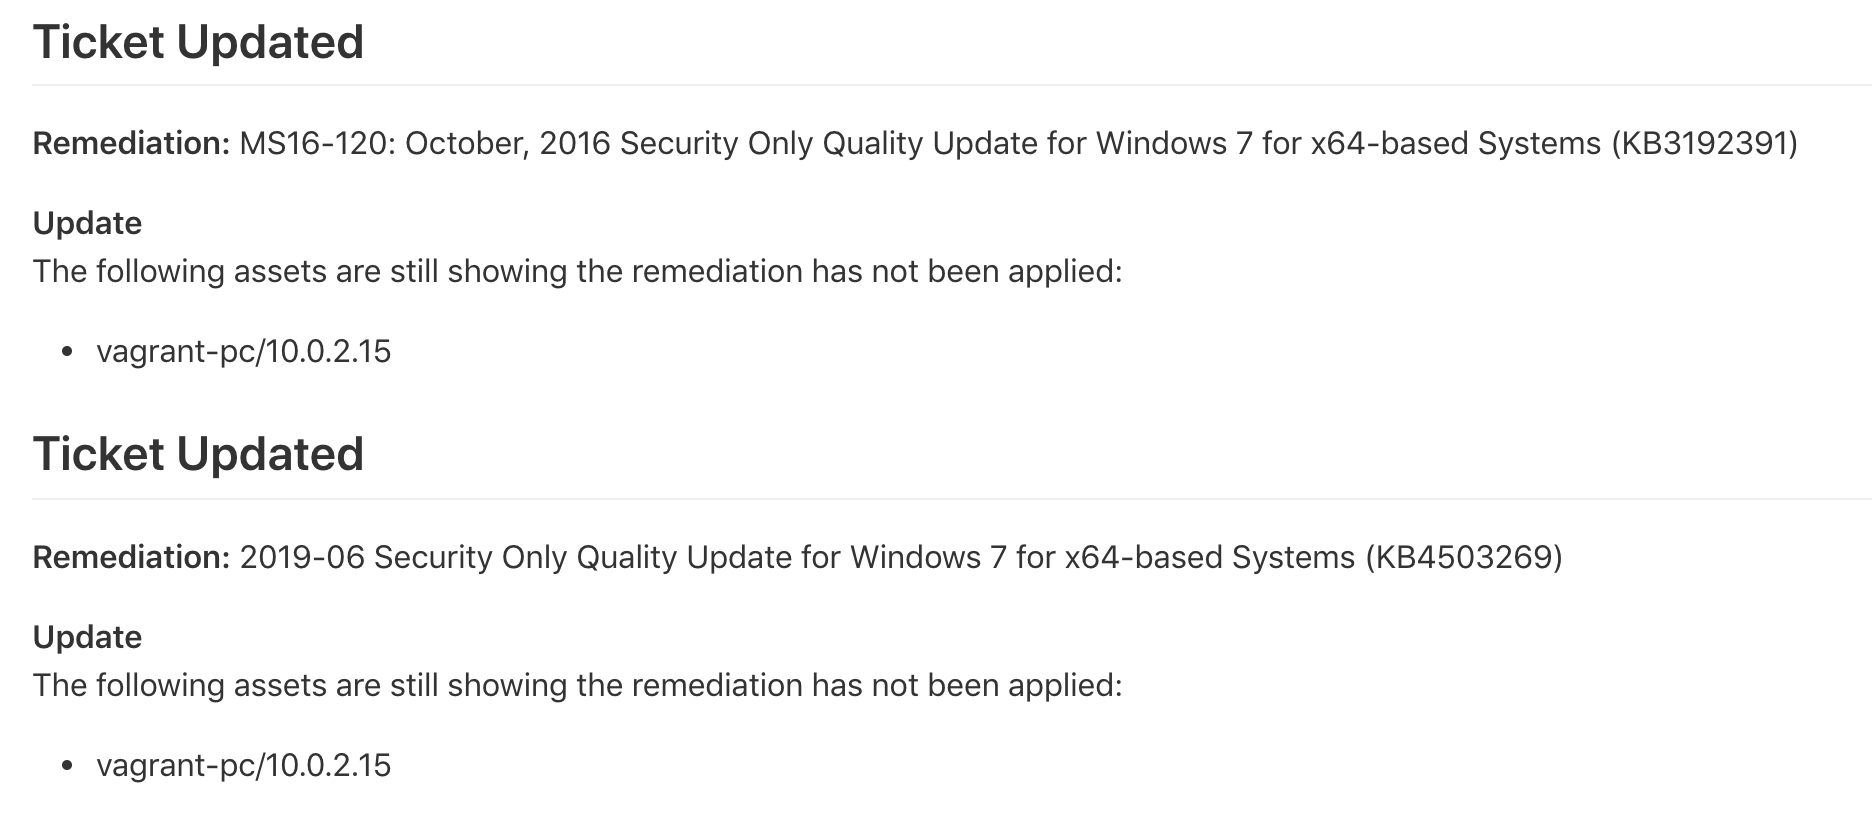 Ticket Updated
Remediation: MS16-120: October, 2016 Security Only Quality Update for Windows 7 for x64-based Systems (KB3192391)
Update
The following assets are still showing the remediation has not been applied:
• vagrant-pc/10.0.2.15
Ticket Updated
Remediation: 2019-06 Security Only Quality Update for Windows 7 for x64-based Systems (KB4503269)
Update
The following assets are still showing the remediation has not been applied:
• vagrant-pc/10.0.2.15